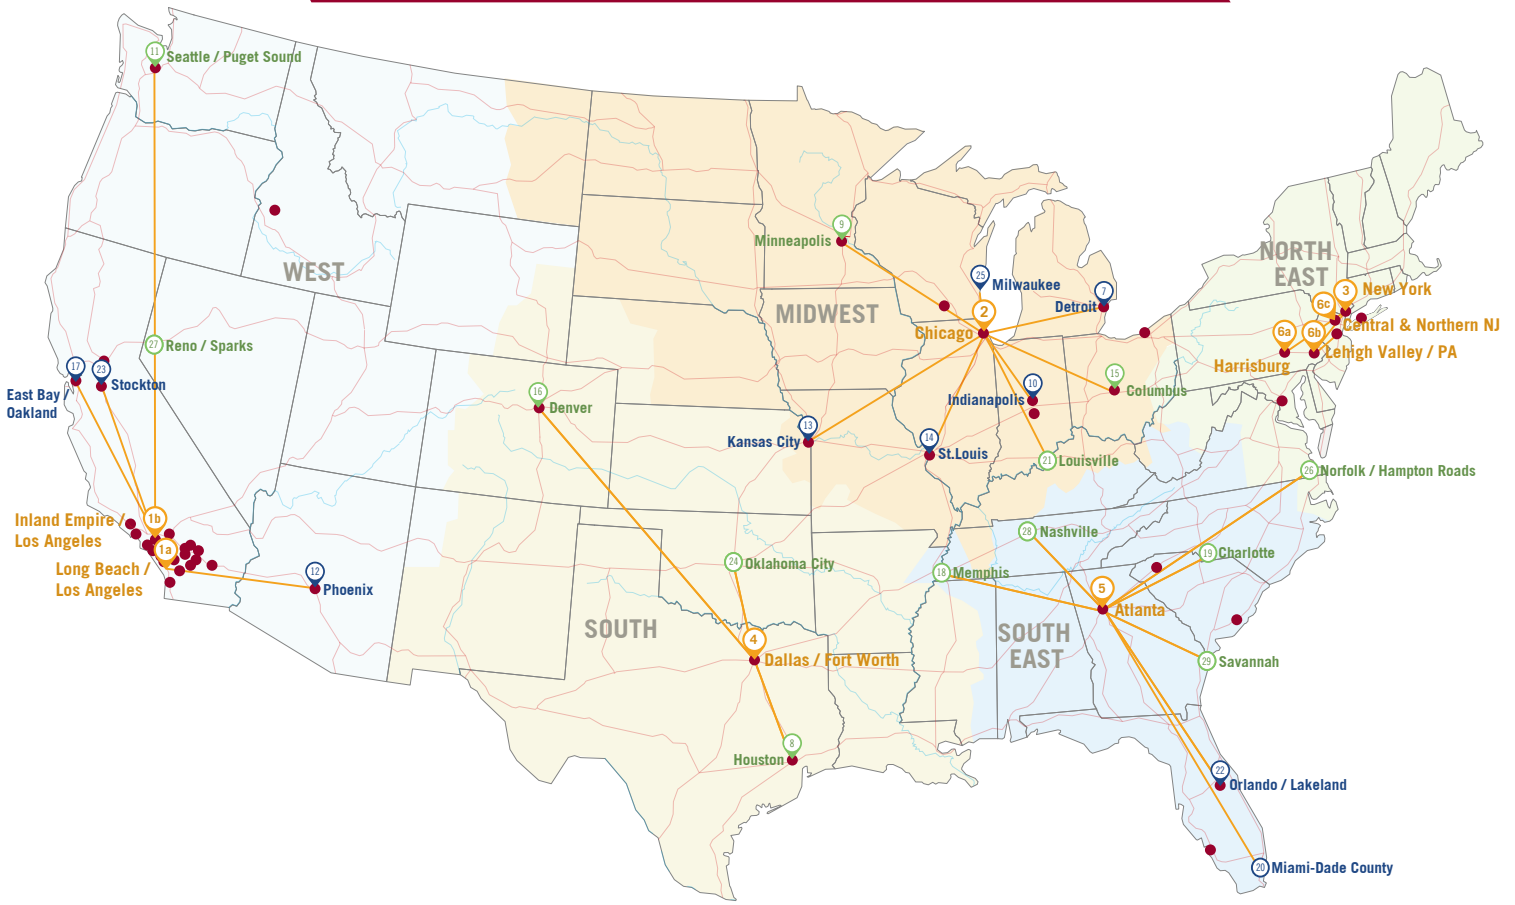 11
Seattle / Puget Sound
9
Minneapolis
WEST
NORTH
EAST
25
Milwaukee
7
Detroit
3
New York
6c
MIDWEST
2
Chicago
Central & Northern NJ
6a
6b
Lehigh Valley / PA
Harrisburg
27
Reno / Sparks
17
23
Stockton
East Bay /
Oakland
16
Denver
15
Columbus
10
Indianapolis
13
Kansas City
14
St.Louis
21
Louisville
26
Norfolk / Hampton Roads
1b
Inland Empire /
Los Angeles
1a
Long Beach /
Los Angeles
12
Phoenix
28
Nashville
24
Oklahoma City
19
Charlotte
18
Memphis
5
Atlanta
SOUTH
SOUTH
EAST
4
Dallas / Fort Worth
29
Savannah
8
Houston
22
Orlando / Lakeland
20
Miami-Dade County